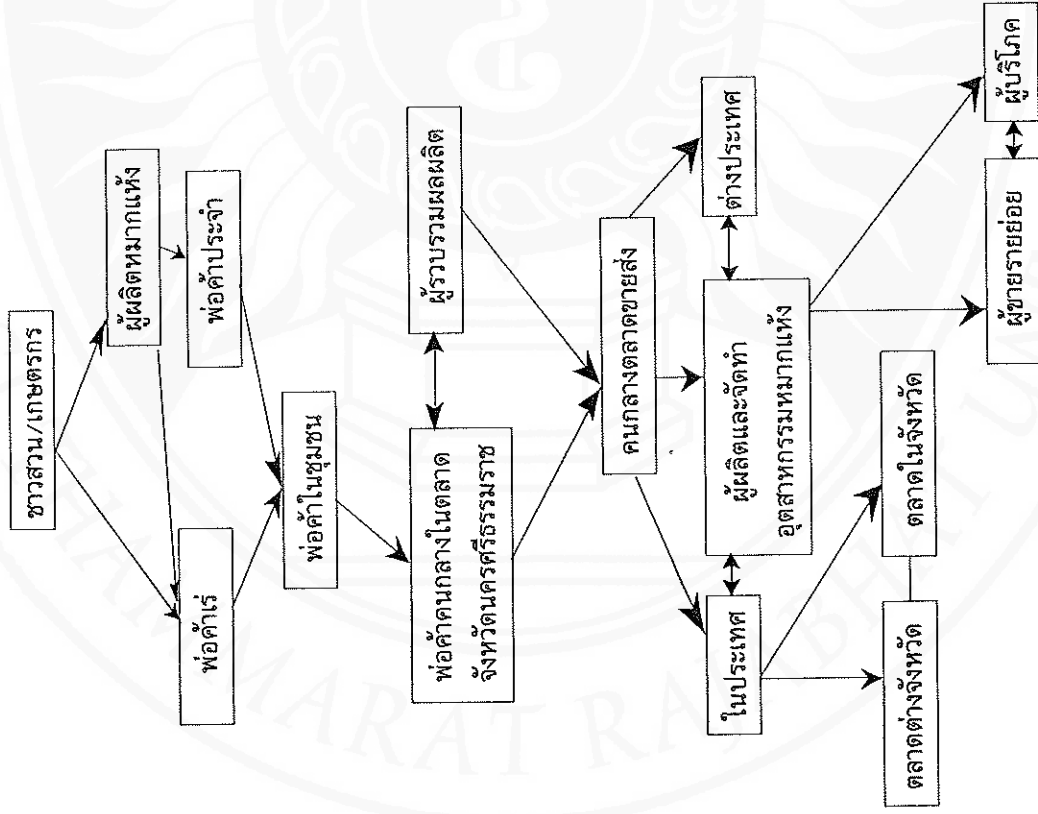 ชาวสวน/เกษตรกร
ผู้ผลิตหมากแห้ง
พ่อค้าเร่
พ่อค้าประจำ
พ่อค้าในชุมชน
พ่อค้าคนกลางในตลาด
จังหวัดนครศรีธรรมราช
ผู้รวบรวมผลผลิต
คนกลางตลาดขายส่ง
ในประเทศ
ผู้ผลิตและจัดทำ
อุตสาหกรรมหมากแห้ง
ต่างประเทศ
ตลาดต่างจังหวัด
ตลาดในจังหวัด
ผู้ขายรายย่อย
ผู้บริโภค
MARAT RAJABHAT